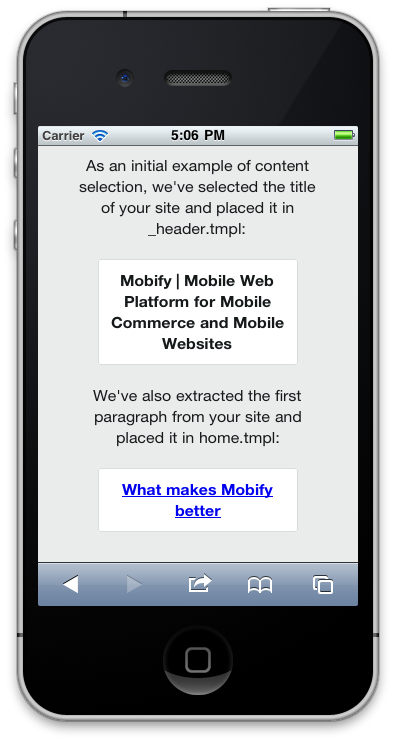 Carrier 5:06 PM
As an initial example of content
selection, we've selected the title
of your site and placed it in
_header.tmpl:
Mobify | Mobile Web
Platform for Mobile
Commerce and Mobile
Websites
We've also extracted the first
paragraph from your site and
placed it in home.tmpl:
What makes Mobify
better